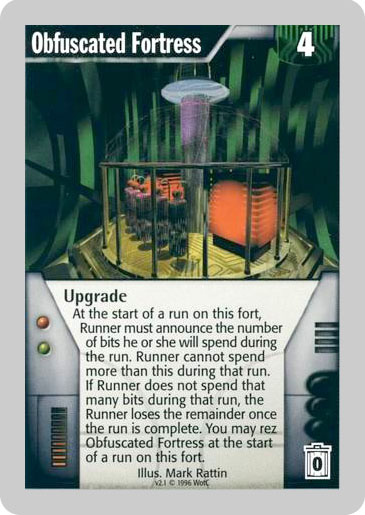 Obfuscated Fortress
4
Upgrade
At the start of a run on this fort,
Runner must announce the number
of bits he or she will spend during
the run. Runner cannot spend
more than this during that run.
If Runner does not spend that
many bits during that run, the
Runner loses the remainder once
the run is complete. You may rez
Obfuscated Fortress at the start
of a run on this fort.
Illus. Mark Rattin
v2.1 © 1996 WotC
0